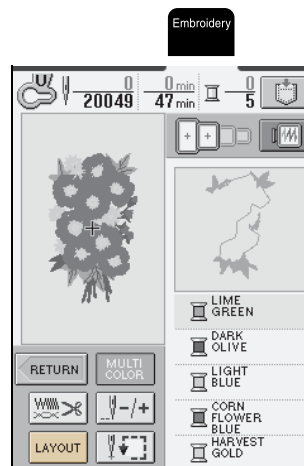 Embroidery
U
0
20049
0 min
47 min
0
5
RETURN
MULTI
COLOR
-/+
LAYOUT
LIME
GREEN
DARK
OLIVE
LIGHT
BLUE
CORN
FLOWER
BLUE
HARVEST
GOLD